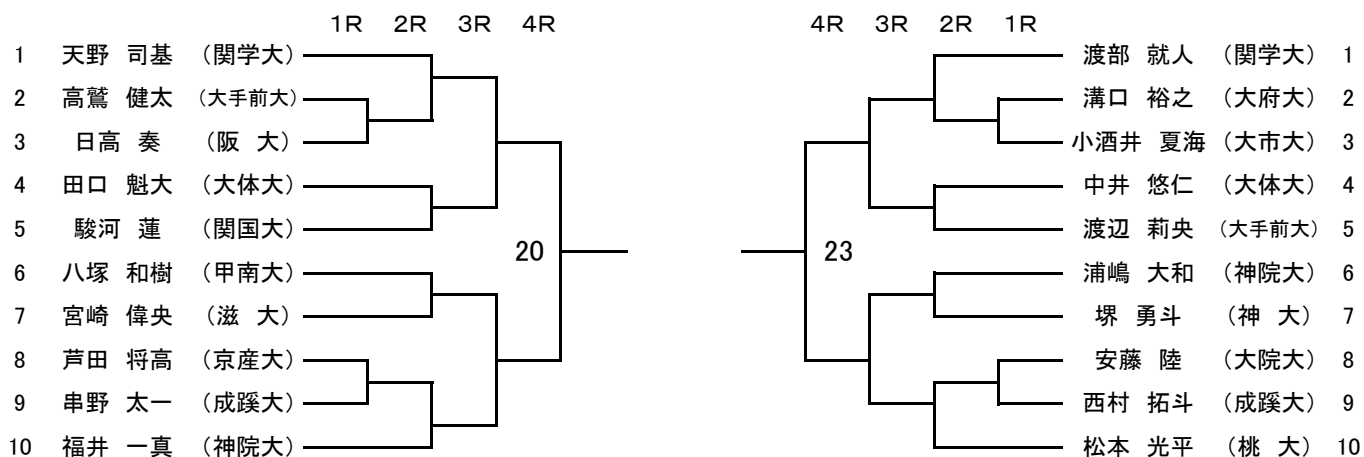 1R 2R 3R 4R
1 天野 司基 (関学大)
2 高鷲 健太 (大手前大)
3 日高 奏 (阪 大)
4 田口 魁大 (大体大)
5 駿河 蓮 (関国大)
20
6 八塚 和樹 (甲南大)
7 宮崎 偉央 (滋 大)
8 芦田 将高 (京産大)
9 串野 太一 (成蹊大)
10 福井 一真 (神院大)
4R 3R 2R 1R
渡部 就人 (関学大) 1
溝口 裕之 (大府大) 2
小酒井 夏海 (大市大) 3
中井 悠仁 (大体大) 4
渡辺 莉央 (大手前大) 5
23
浦嶋 大和 (神院大) 6
堺 勇斗 (神 大) 7
安藤 陸 (大院大) 8
西村 拓斗 (成蹊大) 9
松本 光平 (桃 大) 10